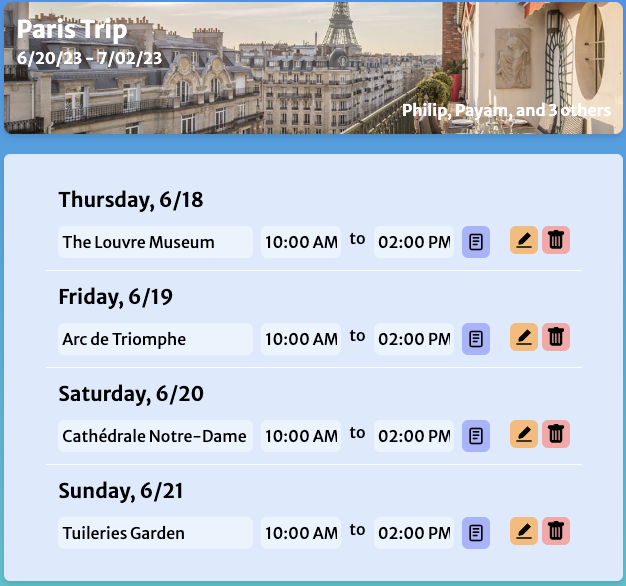 Paris Trip
6/20/23 - 7/02/23
Philip, Payam, and 3 others
Thursday, 6/18
The Louvre Museum 10:00 AM to 02:00 PM
Friday, 6/19
Arc de Triomphe 10:00 AM to 02:00 PM
Saturday, 6/20
Cathédrale Notre-Dame 10:00 AM to 02:00 PM
Sunday, 6/21
Tuileries Garden 10:00 AM to 02:00 PM